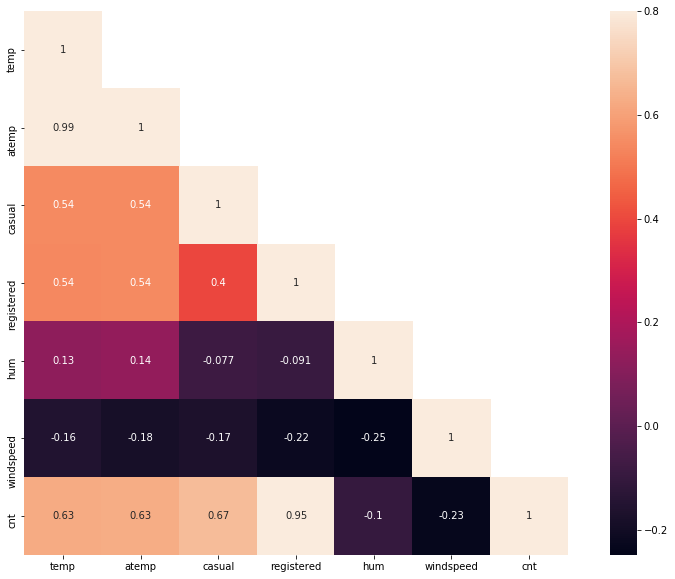 0.8
temp
1
atemp
0.99 1
0.6
casual
0.54 0.54 1
0.4
registered
0.54 0.54 0.4 1
0.2
hum
0.13 0.14 -0.077 -0.091 1
0.0
windspeed
-0.16 -0.18 -0.17 -0.22 -0.25 1
cnt
0.63 0.63 0.67 0.95 -0.1 -0.23 1
-0.2
temp atemp casual registered hum windspeed cnt